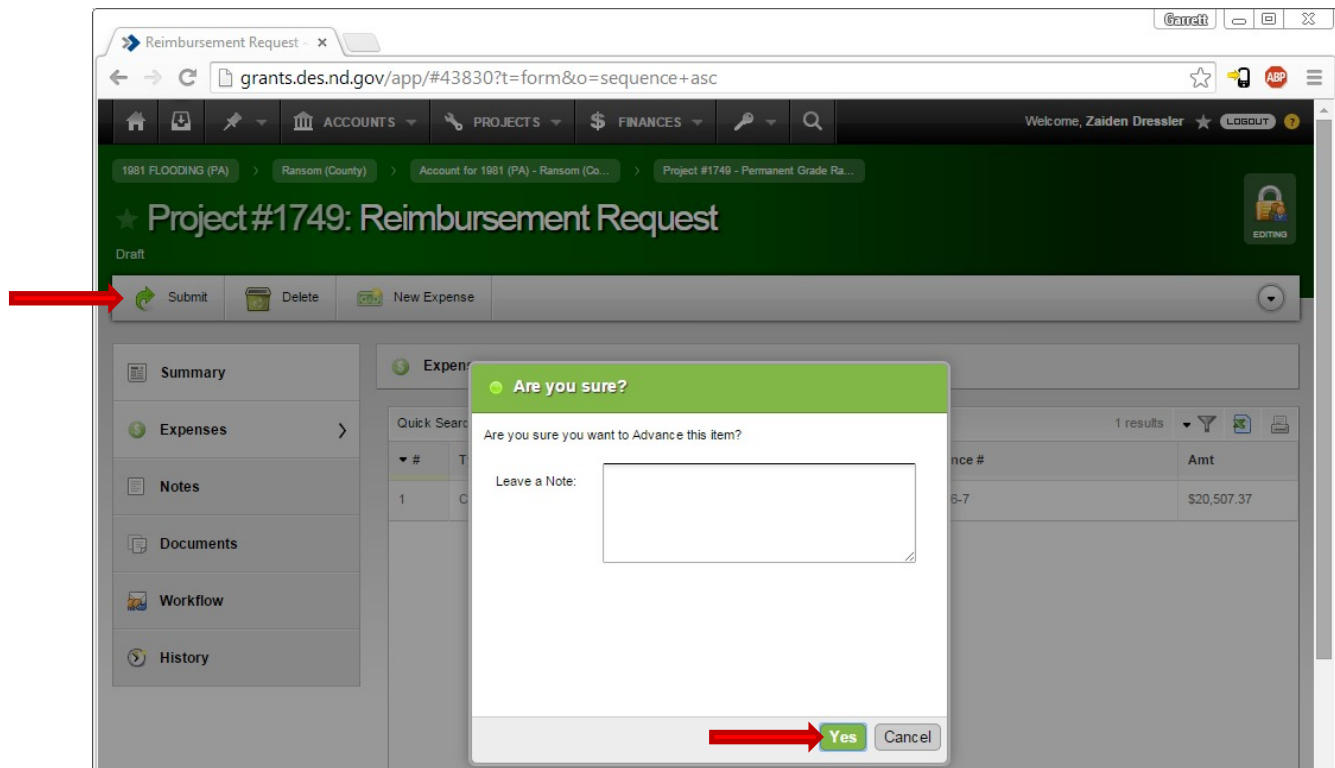 Garrett
Reimbursement Request -
grants.des.nd.gov/app/#43830?t=form&o=sequence+asc
ABP
ACCOUNTS PROJECTS $ FINANCES Welcome, Zaiden Dressler LOGOUT ?
1981 FLOODING (PA) > Ransom (County) > Account for 1981 (PA) - Ransom (Co... > Project #1749 - Permanent Grade Ra...
Project #1749: Reimbursement Request
EDITING
Draft
Submit Delete New Expense
Summary
Expenses
Notes
Documents
Workflow
History
Expens
Quick Searc 1 results
# T nce # Amt
1 C 6-7 $20,507.37
Are you sure?
Are you sure you want to Advance this item?
Leave a Note:
Yes Cancel